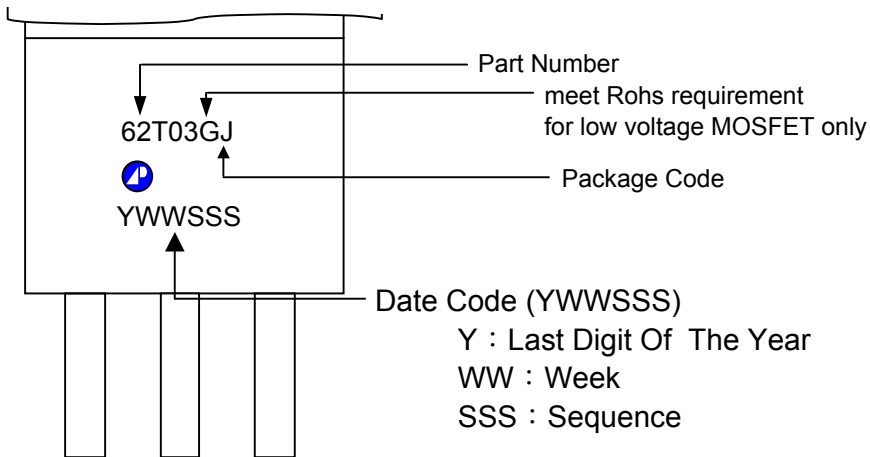 Part Number
meet Rohs requirement
for low voltage MOSFET only
62T03GJ
Package Code
YWWSSS
Date Code (YWWSSS)
Y：Last Digit Of The Year
WW：Week
SSS：Sequence